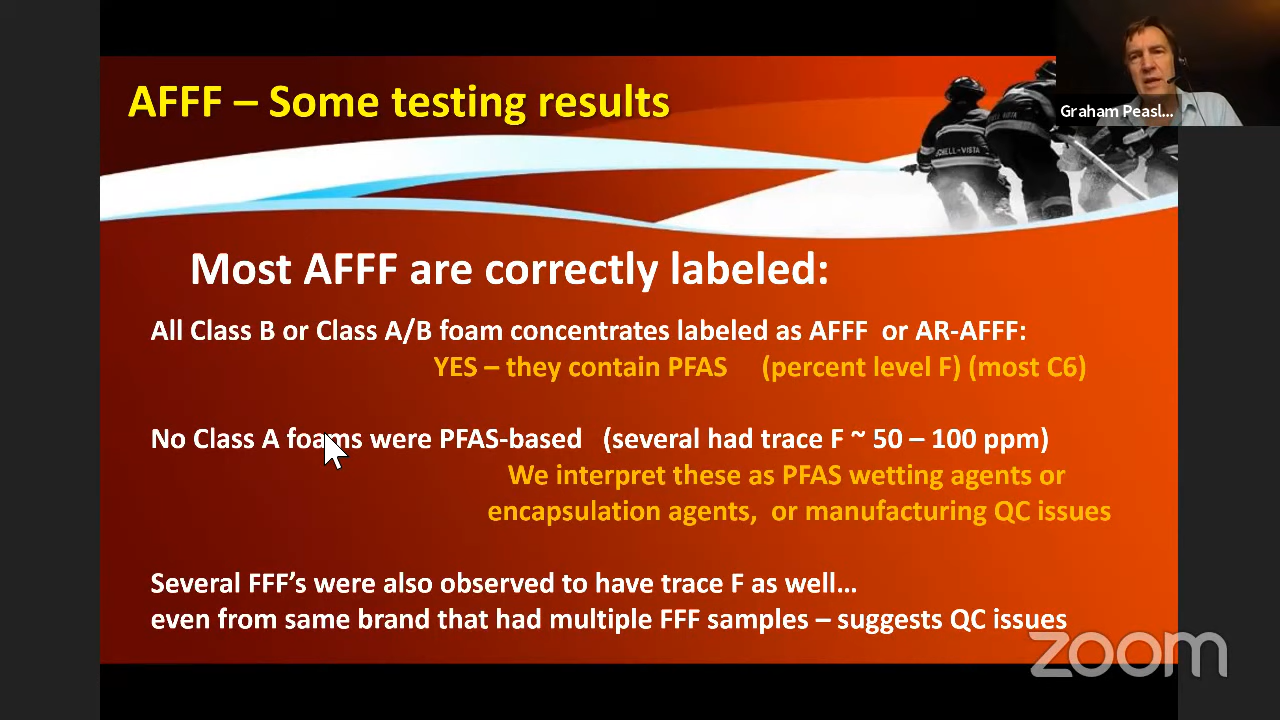 AFFF – Some testing results
Graham Peasl...
SCHELL-VISTA
Most AFFF are correctly labeled:
All Class B or Class A/B foam concentrates labeled as AFFF or AR-AFFF:
YES – they contain PFAS (percent level F) (most C6)
No Class A foams were PFAS-based (several had trace F ~ 50 – 100 ppm)
We interpret these as PFAS wetting agents or
encapsulation agents, or manufacturing QC issues
Several FFF’s were also observed to have trace F as well…
even from same brand that had multiple FFF samples – suggests QC issues
zoom